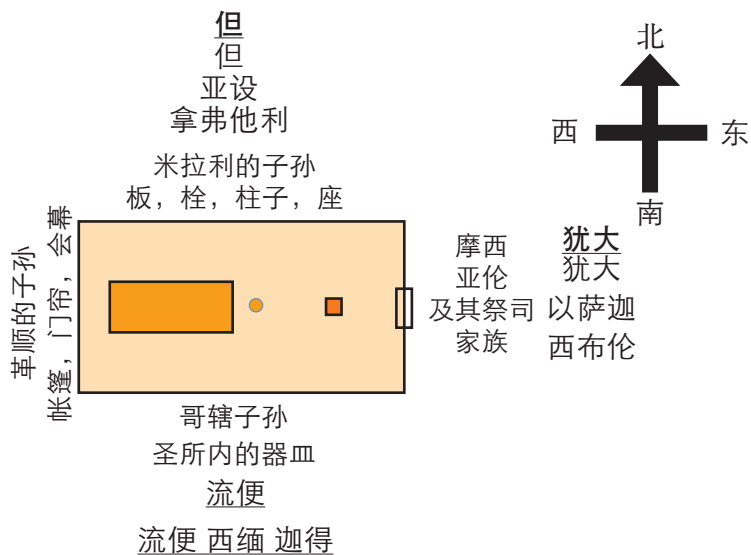 但
但
亚设
拿弗他利
米拉利的子孙
板，栓，柱子，座
革顺的子孙
帐篷，门帘，会幕
摩西
亚伦
及其祭司
家族
犹大
犹大
以萨迦
西布伦
哥辖子孙
圣所内的器皿
流便
流便 西缅 迦得
北
西
东
南